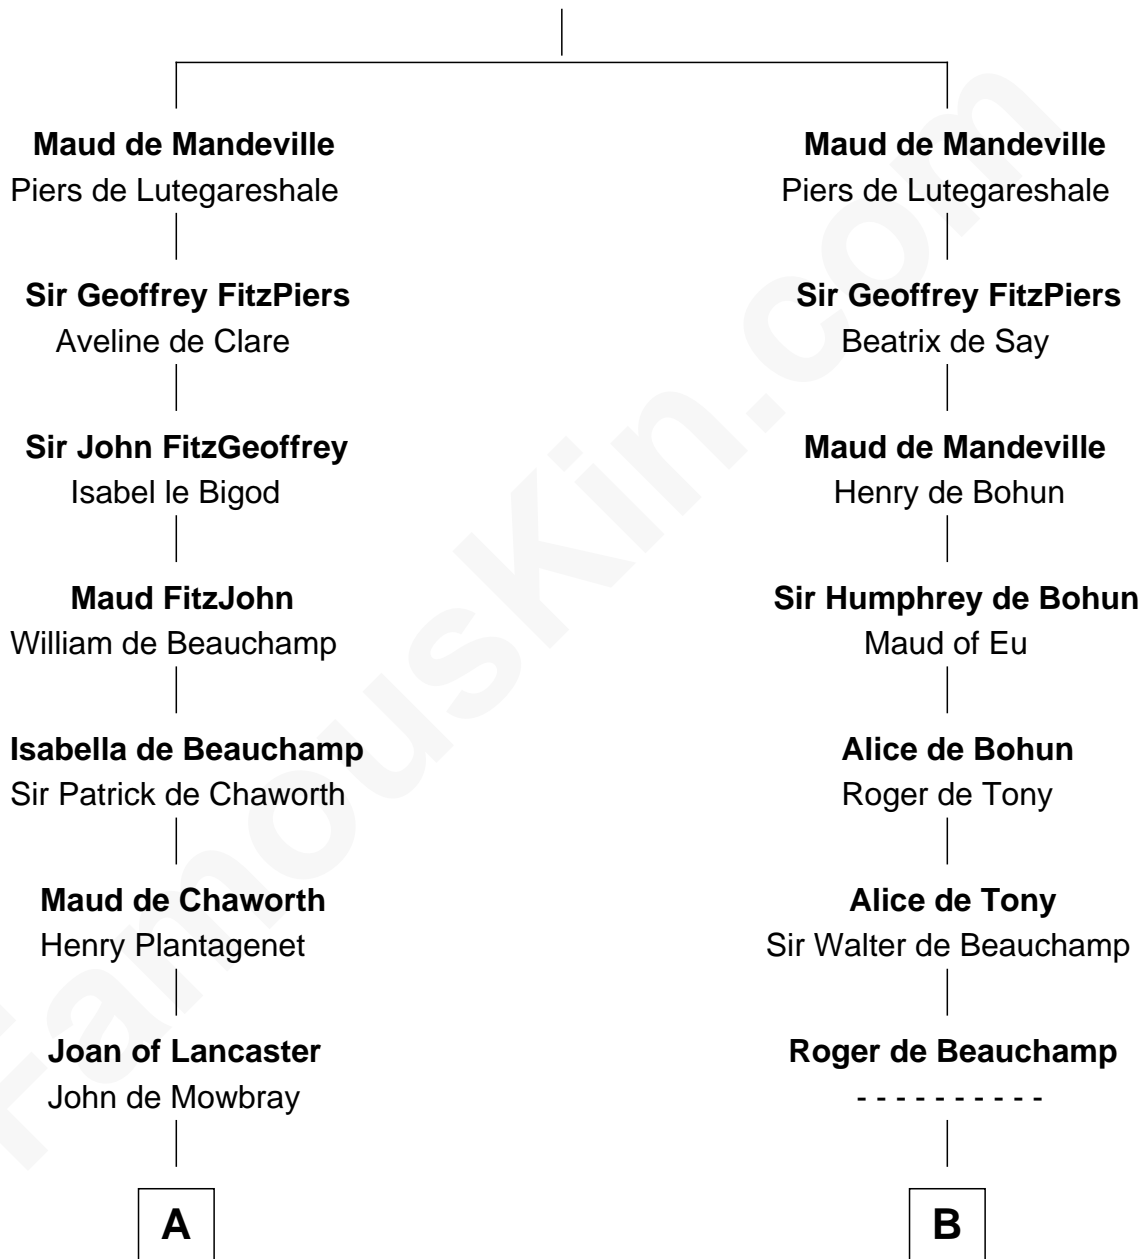 Maud de Mandeville
Piers de Lutegareshale
Sir Geoffrey FitzPiers
Aveline de Clare
Sir John FitzGeoffrey
Isabel le Bigod
Maud FitzJohn
William de Beauchamp
Isabella de Beauchamp
Sir Patrick de Chaworth
Maud de Chaworth
Henry Plantagenet
Joan of Lancaster
John de Mowbray
A
Maud de Mandeville
Piers de Lutegareshale
Sir Geoffrey FitzPiers
Beatrix de Say
Maud de Mandeville
Henry de Bohun
Sir Humphrey de Bohun
Maud of Eu
Alice de Bohun
Roger de Tony
Alice de Tony
Sir Walter de Beauchamp
Roger de Beauchamp
- - - - - - - - - -
B
FamousKin.com